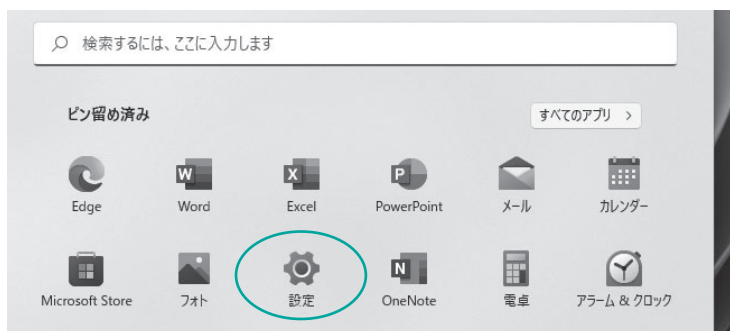 検索するには、ここに入力します
ピン留め済み
すべてのアプリ >
Edge
Word
Excel
PowerPoint
メール
カレンダー
Microsoft Store
フォト
設定
OneNote
電卓
アラーム & クロック